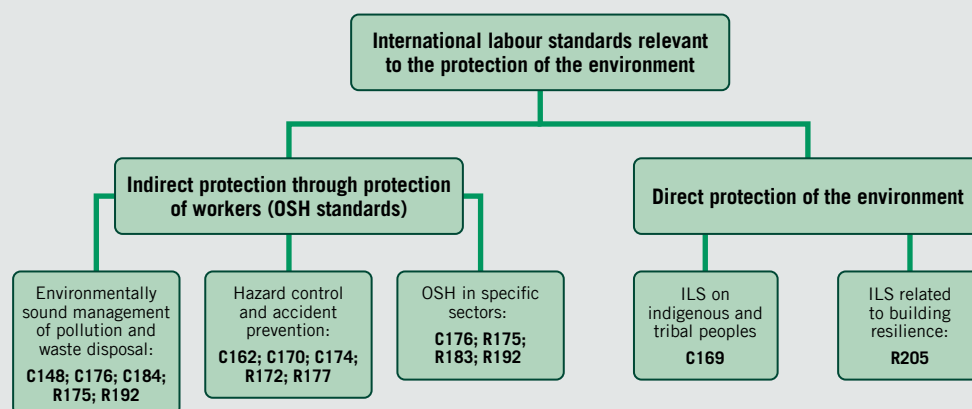 International labour standards relevant
to the protection of the environment
Indirect protection through protection
of workers (OSH standards)
Direct protection of the environment
Environmentally
sound management
of pollution and
waste disposal:
C148; C176; C184;
R175; R192
Hazard control
and accident
prevention:
C162; C170; C174;
R172; R177
OSH in specific
sectors:
C176; R175;
R183; R192
ILS on
indigenous and
tribal peoples
C169
ILS related
to building
resilience:
R205